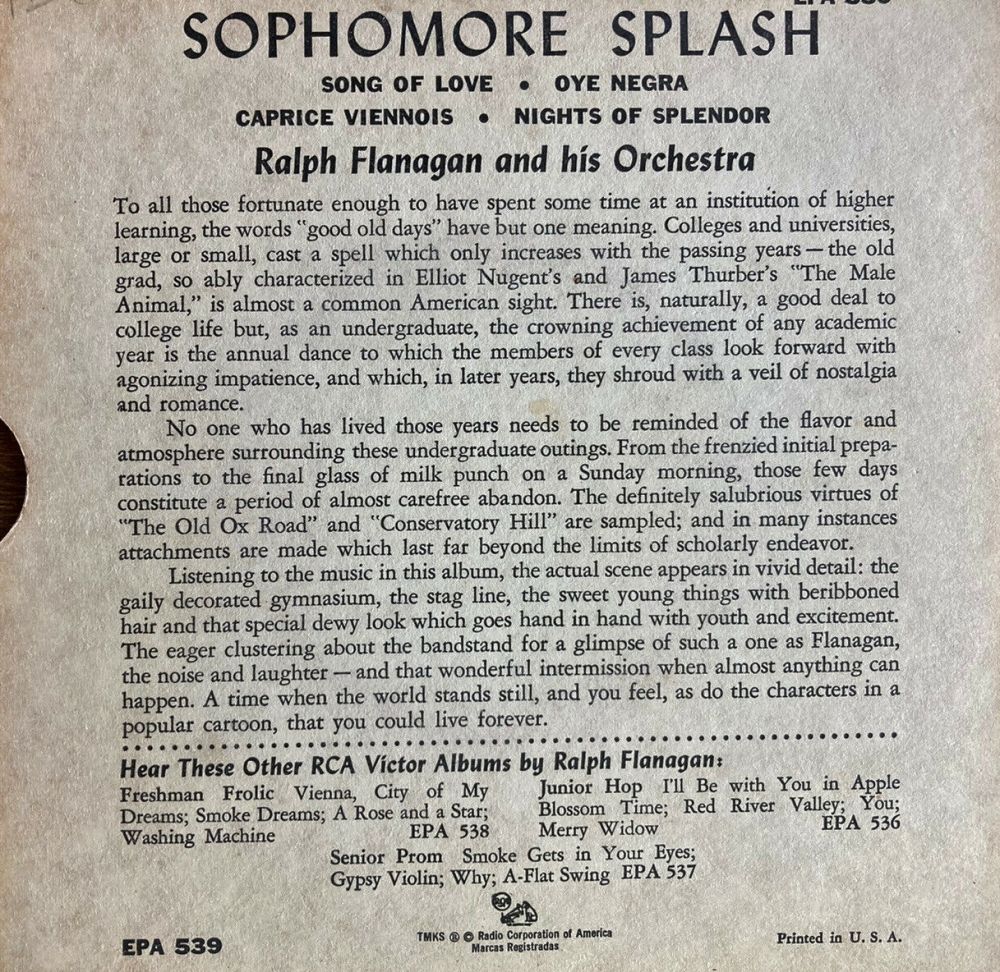 SOPHOMORE SPLASH
SONG OF LOVE • OYE NEGRA
CAPRICE VIENNOIS • NIGHTS OF SPLENDOR
Ralph Flanagan and his Orchestra
To all those fortunate enough to have spent some time at an institution of higher
learning, the words "good old days" have but one meaning. Colleges and universities,
large or small, cast a spell which only increases with the passing years — the old
grad, so ably characterized in Elliot Nugent's and James Thurber's "The Male
Animal," is almost a common American sight. There is, naturally, a good deal to
college life but, as an undergraduate, the crowning achievement of any academic
year is the annual dance to which the members of every class look forward with
agonizing impatience, and which, in later years, they shroud with a veil of nostalgia
and romance.
No one who has lived those years needs to be reminded of the flavor and
atmosphere surrounding these undergraduate outings. From the frenzied initial prepa-
rations to the final glass of milk punch on a Sunday morning, those few days
constitute a period of almost carefree abandon. The definitely salubrious virtues of
"The Old Ox Road" and "Conservatory Hill" are sampled; and in many instances
attachments are made which last far beyond the limits of scholarly endeavor.
Listening to the music in this album, the actual scene appears in vivid detail: the
gaily decorated gymnasium, the stag line, the sweet young things with beribboned
hair and that special dewy look which goes hand in hand with youth and excitement.
The eager clustering about the bandstand for a glimpse of such a one as Flanagan,
the noise and laughter — and that wonderful intermission when almost anything can
happen. A time when the world stands still, and you feel, as do the characters in a
popular cartoon, that you could live forever.
Hear These Other RCA Victor Albums by Ralph Flanagan:
Freshman Frolic Vienna, City of My
Dreams; Smoke Dreams; A Rose and a Star;
Washing Machine EPA 538
Junior Hop I'll Be with You in Apple
Blossom Time; Red River Valley; You;
Merry Widow EPA 536
Senior Prom Smoke Gets in Your Eyes;
Gypsy Violin; Why; A-Flat Swing EPA 537
RCA
EPA 539
TMKS ® © Radio Corporation of America
Marcas Registradas
Printed in U. S. A.